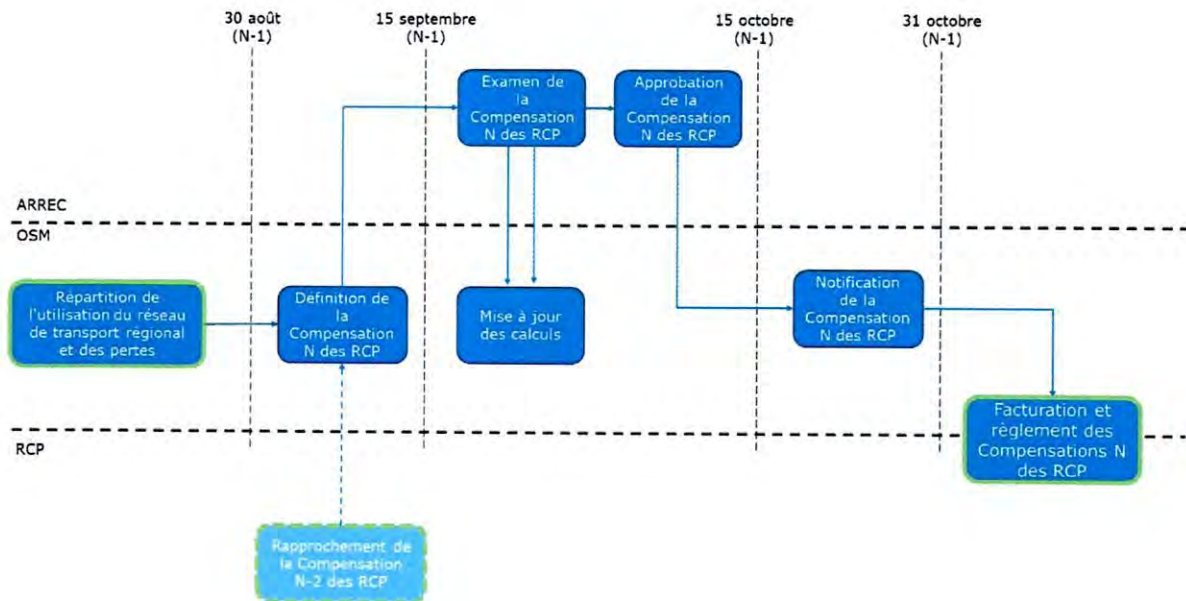 30 août
(N-1)
15 septembre
(N-1)
15 octobre
(N-1)
31 octobre
(N-1)
Examen de
la
Compensation
N des RCP
Approbation
de la
Compensation
N des RCP
ARREC
OSM
Répartition de
l'utilisation du réseau
de transport régional
et des pertes
Définition de
la
Compensation
N des RCP
Mise à jour
des calculs
Notification
de la
Compensation
N des RCP
Facturation et
règlement des
Compensations N
des RCP
RCP
Rapprochement de
la Compensation
N-2 des RCP